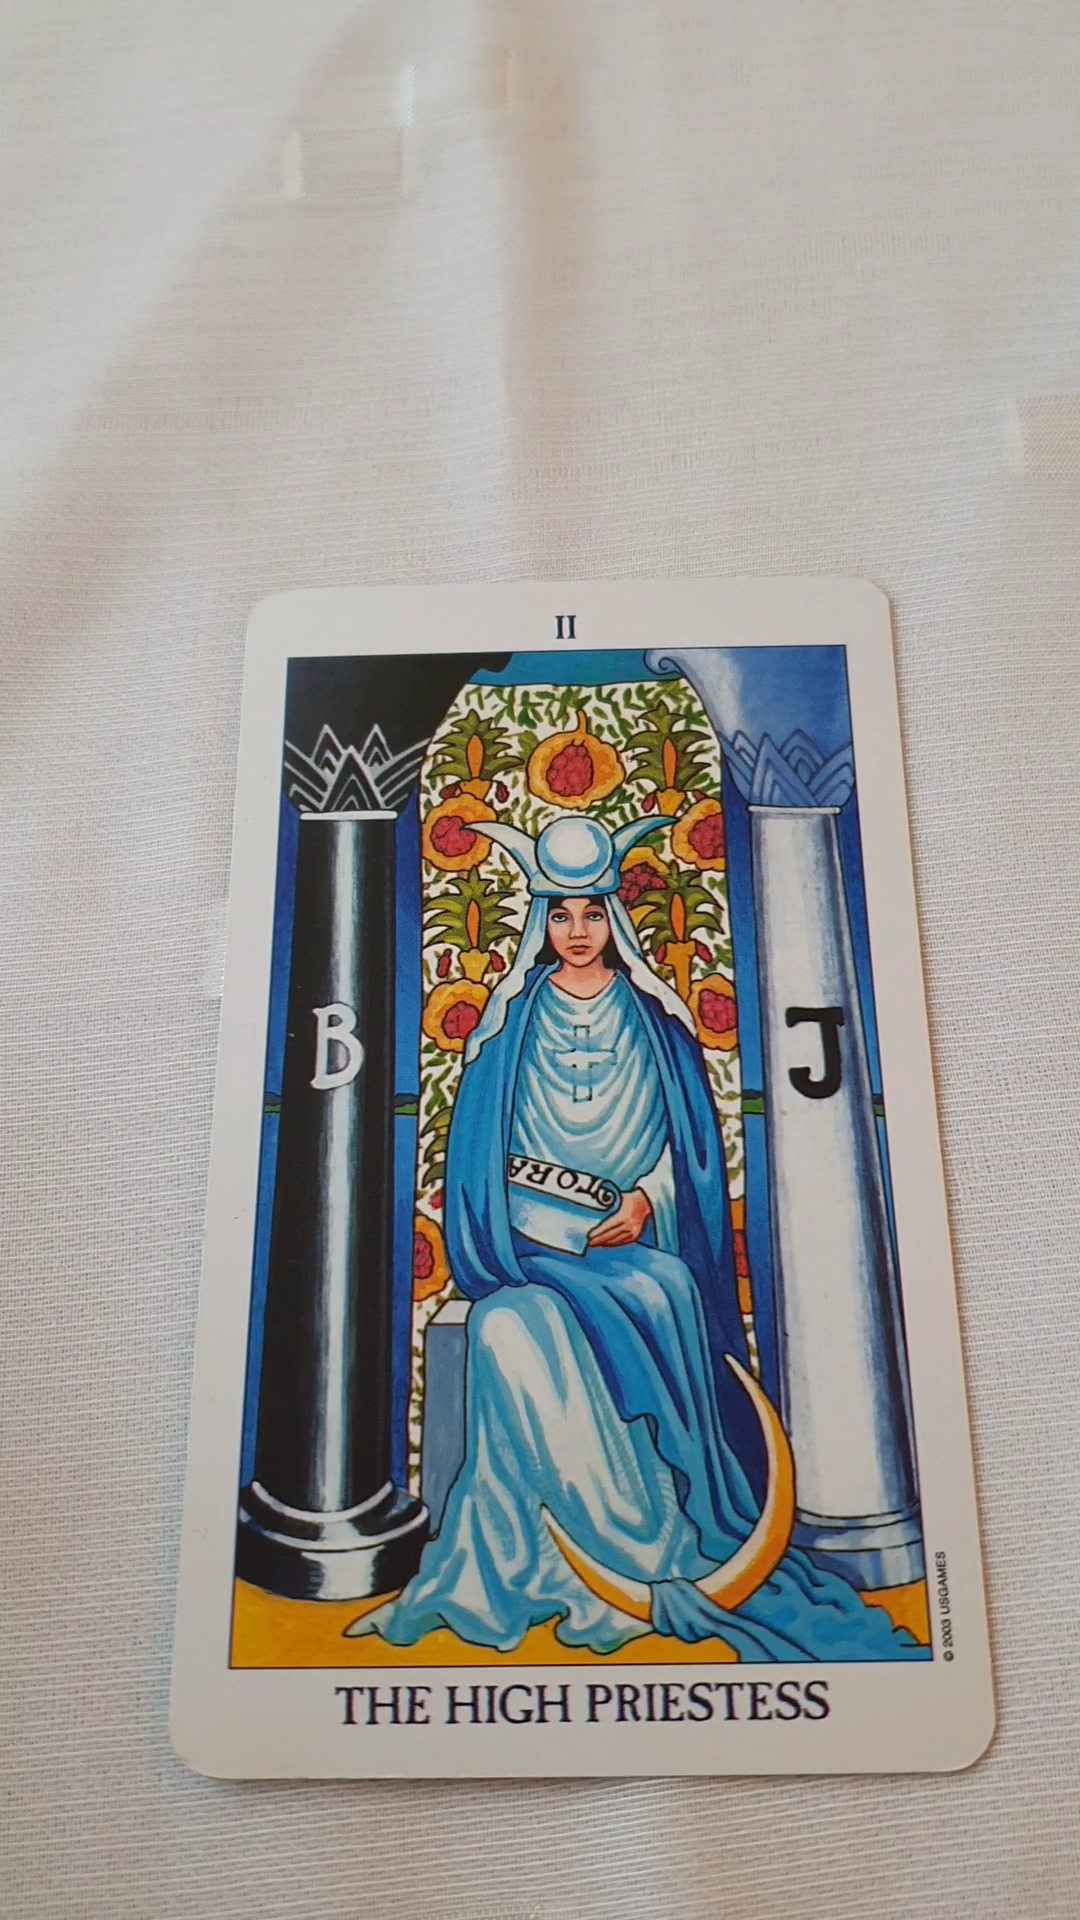 II
B
J
TORA
© 2003 USGAMES
THE HIGH PRIESTESS